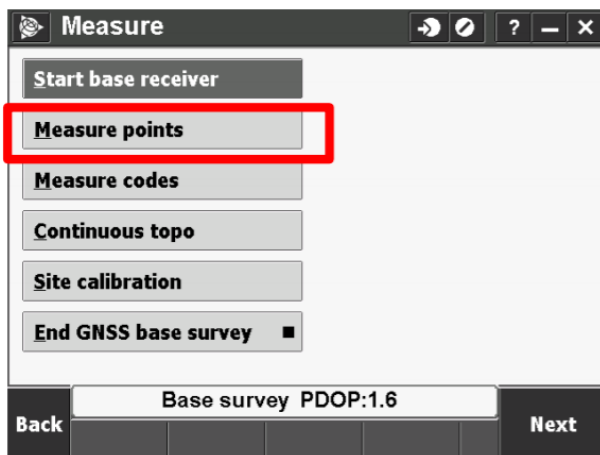 Measure
? — ×
Start base receiver
Measure points
Measure codes
Continuous topo
Site calibration
End GNSS base survey
Base survey PDOP:1.6
Back
Next